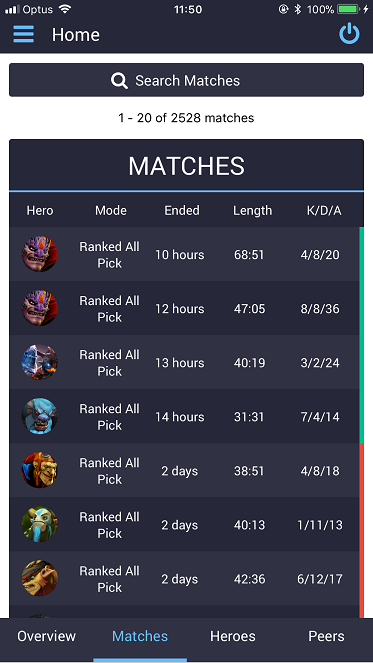 Optus 11:50 100%
Home
Search Matches
1 - 20 of 2528 matches
MATCHES
Hero Mode Ended Length K/D/A
Ranked All Pick 10 hours 68:51 4/8/20
Ranked All Pick 12 hours 47:05 8/8/36
Ranked All Pick 13 hours 40:19 3/2/24
Ranked All Pick 14 hours 31:31 7/4/14
Ranked All Pick 2 days 38:51 4/8/18
Ranked All Pick 2 days 40:13 1/11/13
Ranked All Pick 2 days 42:36 6/12/17
Overview Matches Heroes Peers